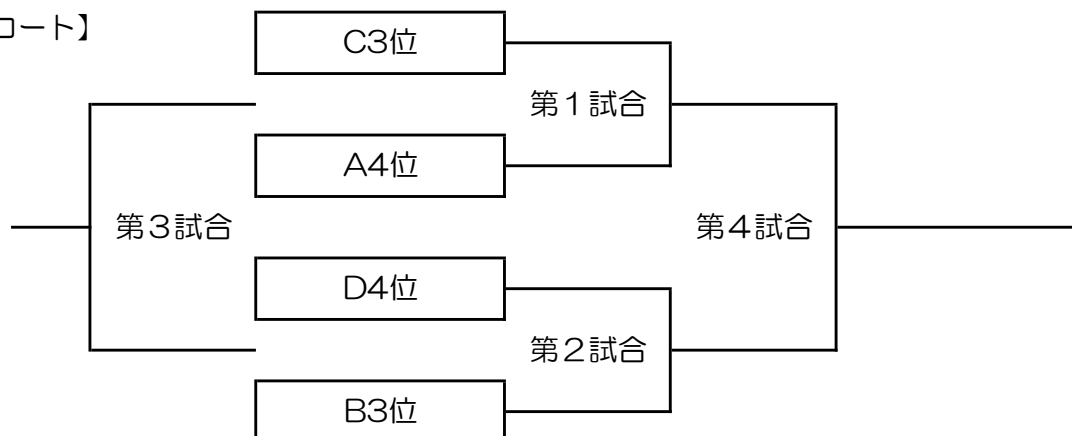 コート】
C3位
第１試合
A4位
第３試合
第４試合
D4位
第２試合
B3位